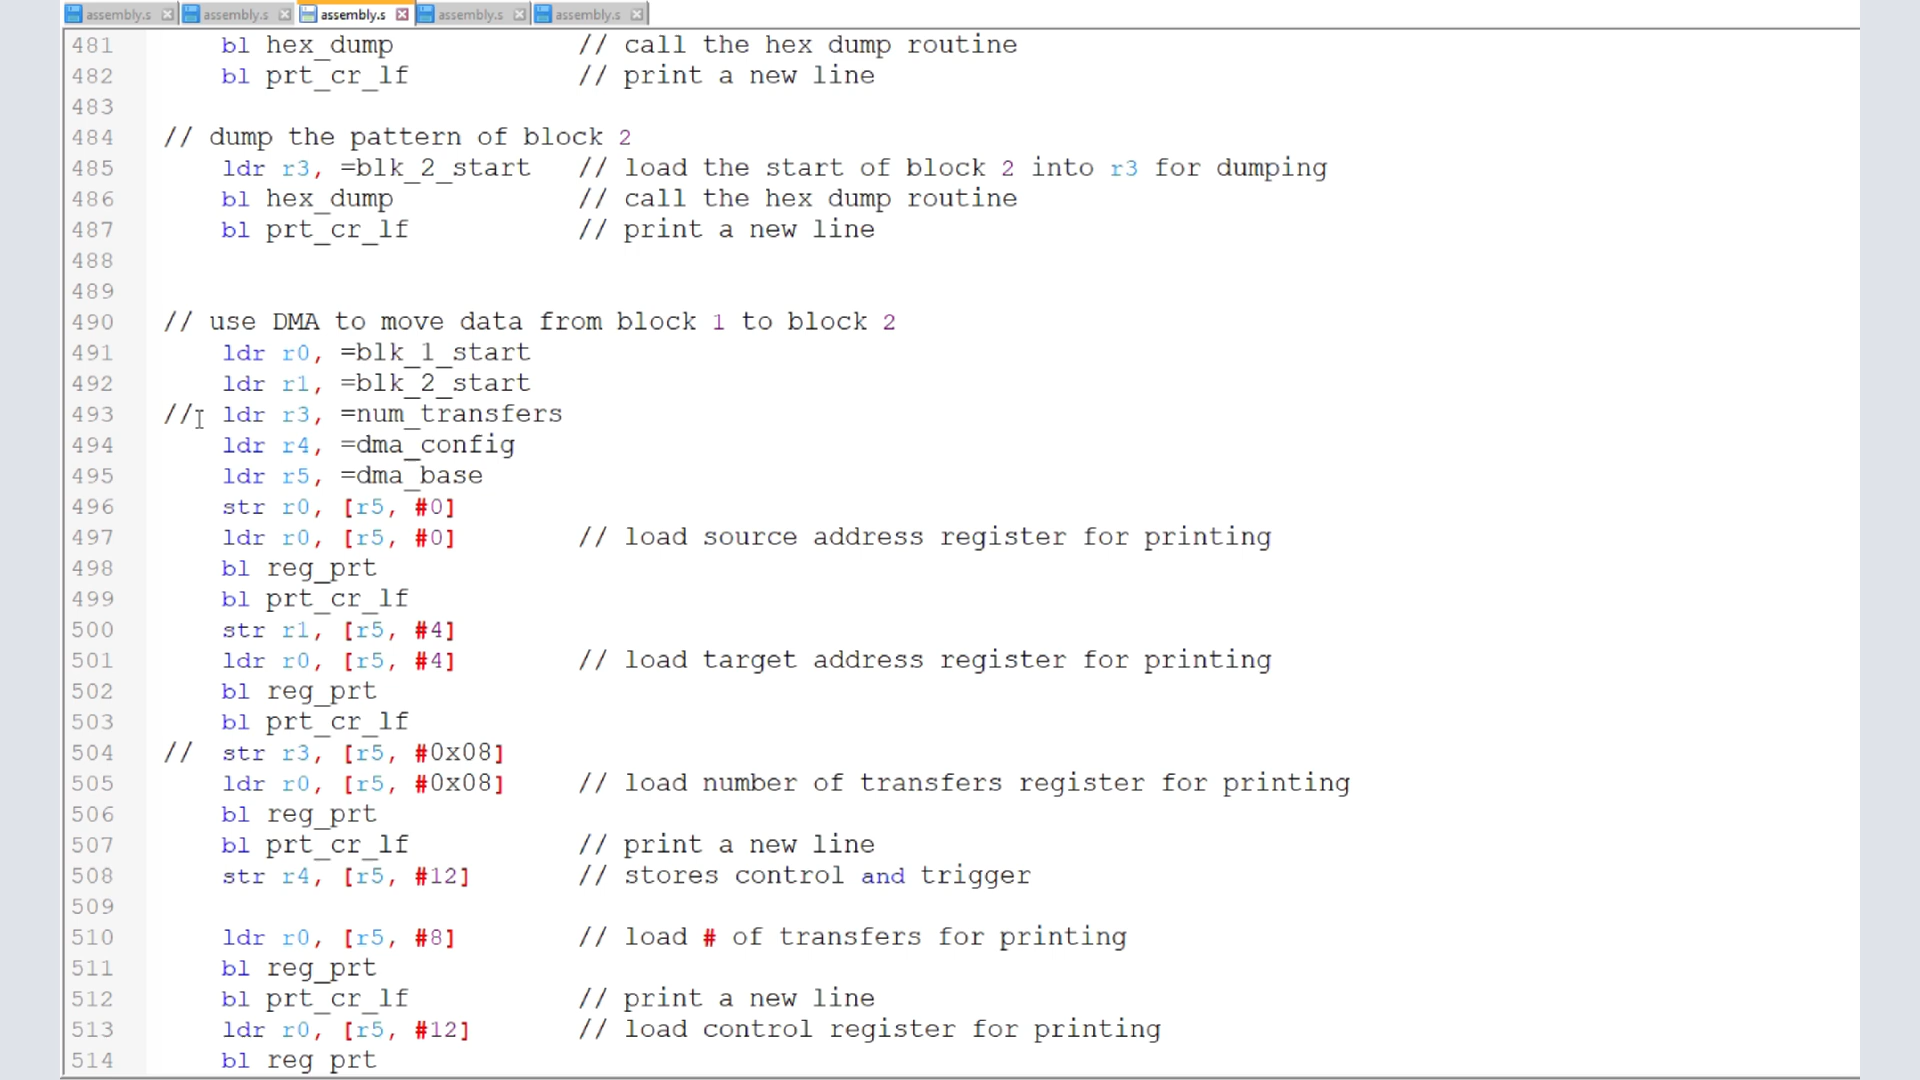 assembly.s assembly.s assembly.s assembly.s assembly.s
481 bl hex_dump // call the hex dump routine
482 bl prt_cr_lf // print a new line
483
484 // dump the pattern of block 2
485 ldr r3, =blk_2_start // load the start of block 2 into r3 for dumping
486 bl hex_dump // call the hex dump routine
487 bl prt_cr_lf // print a new line
488
489
490 // use DMA to move data from block 1 to block 2
491 ldr r0, =blk_1_start
492 ldr r1, =blk_2_start
493 // ldr r3, =num_transfers
494 ldr r4, =dma_config
495 ldr r5, =dma_base
496 str r0, [r5, #0]
497 ldr r0, [r5, #0] // load source address register for printing
498 bl reg_prt
499 bl prt_cr_lf
500 str r1, [r5, #4]
501 ldr r0, [r5, #4] // load target address register for printing
502 bl reg_prt
503 bl prt_cr_lf
504 // str r3, [r5, #0x08]
505 ldr r0, [r5, #0x08] // load number of transfers register for printing
506 bl reg_prt
507 bl prt_cr_lf // print a new line
508 str r4, [r5, #12] // stores control and trigger
509
510 ldr r0, [r5, #8] // load # of transfers for printing
511 bl reg_prt
512 bl prt_cr_lf // print a new line
513 ldr r0, [r5, #12] // load control register for printing
514 bl reg_prt